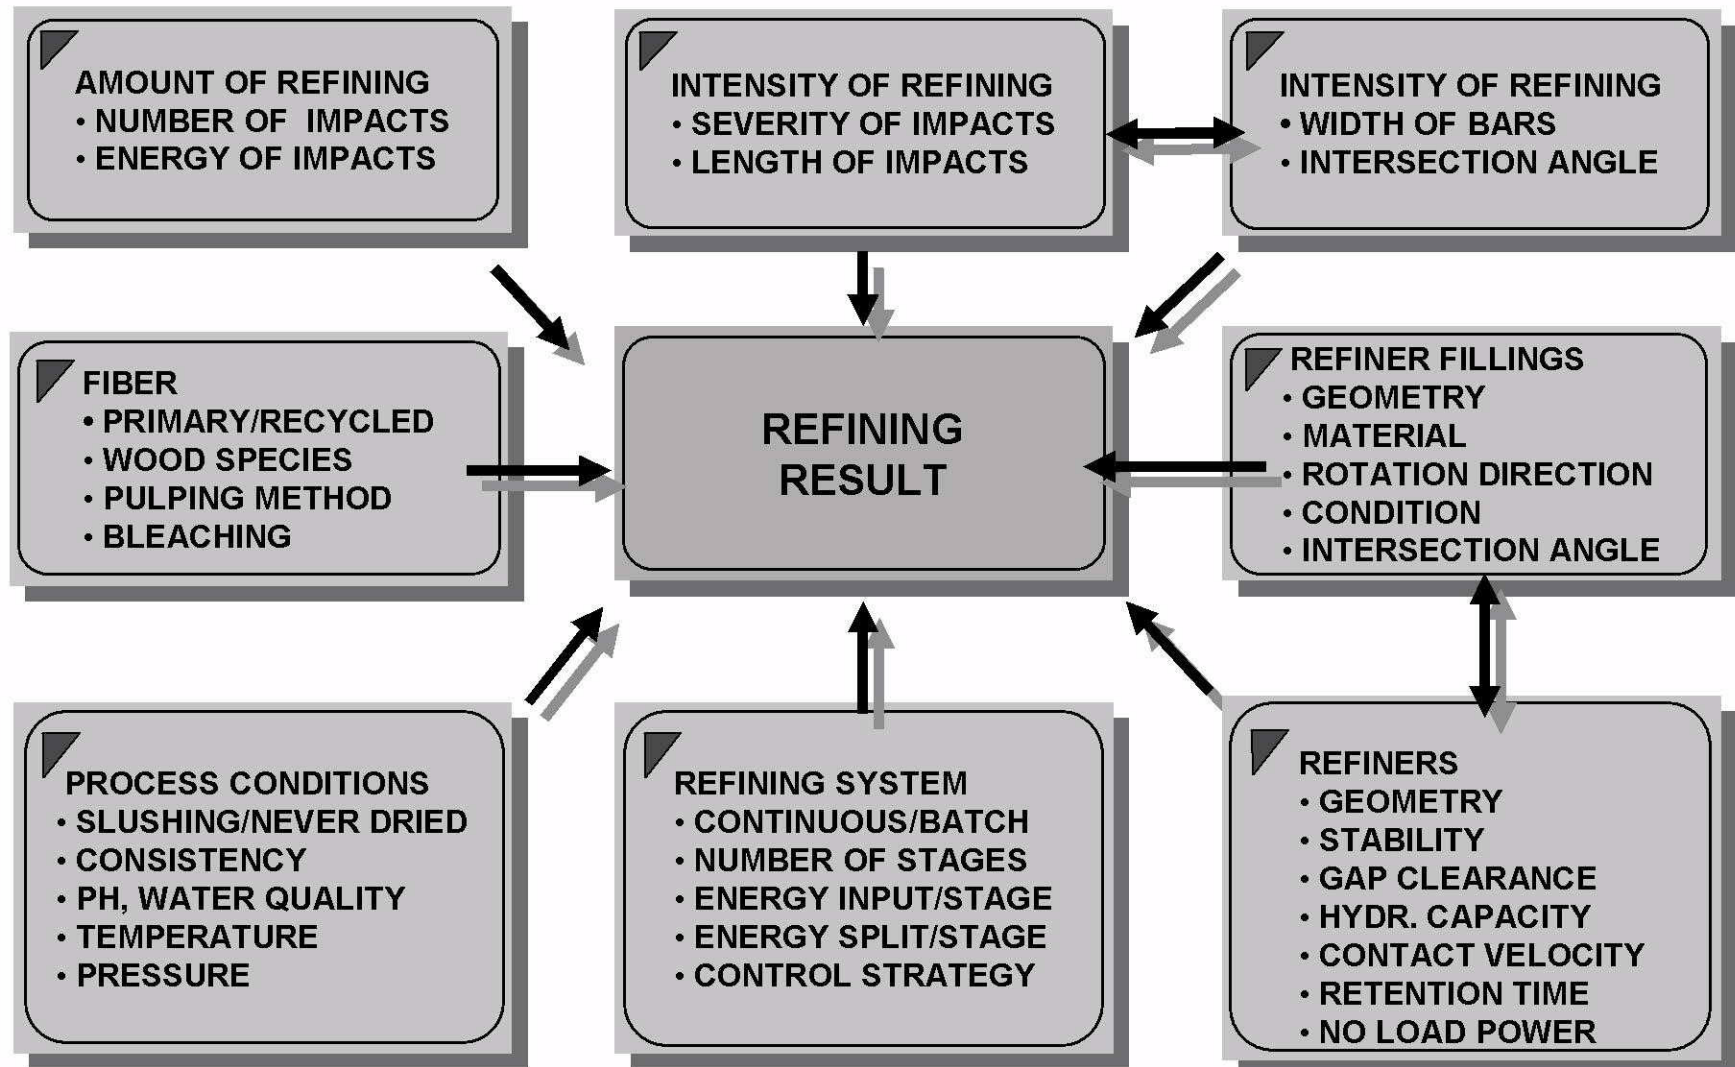 AMOUNT OF REFINING
• NUMBER OF IMPACTS
• ENERGY OF IMPACTS
INTENSITY OF REFINING
• SEVERITY OF IMPACTS
• LENGTH OF IMPACTS
INTENSITY OF REFINING
• WIDTH OF BARS
• INTERSECTION ANGLE
FIBER
• PRIMARY/RECYCLED
• WOOD SPECIES
• PULPING METHOD
• BLEACHING
REFINING
RESULT
REFINER FILLINGS
• GEOMETRY
• MATERIAL
• ROTATION DIRECTION
• CONDITION
• INTERSECTION ANGLE
PROCESS CONDITIONS
• SLUSHING/NEVER DRIED
• CONSISTENCY
• PH, WATER QUALITY
• TEMPERATURE
• PRESSURE
REFINING SYSTEM
• CONTINUOUS/BATCH
• NUMBER OF STAGES
• ENERGY INPUT/STAGE
• ENERGY SPLIT/STAGE
• CONTROL STRATEGY
REFINERS
• GEOMETRY
• STABILITY
• GAP CLEARANCE
• HYDR. CAPACITY
• CONTACT VELOCITY
• RETENTION TIME
• NO LOAD POWER